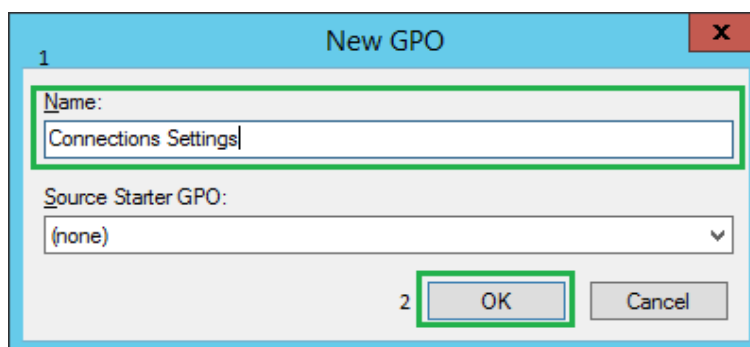 New GPO
x
1
Name:
Connections Settings
Source Starter GPO:
(none)
2 OK Cancel